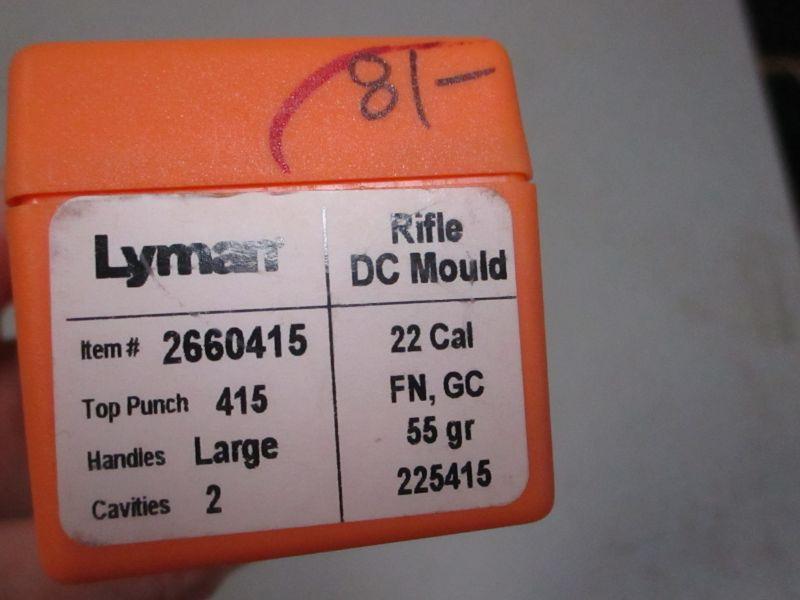 81-
Lyman
Rifle
DC Mould
Item # 2660415
Top Punch 415
Handles Large
Cavities 2
22 Cal
FN, GC
55 gr
225415